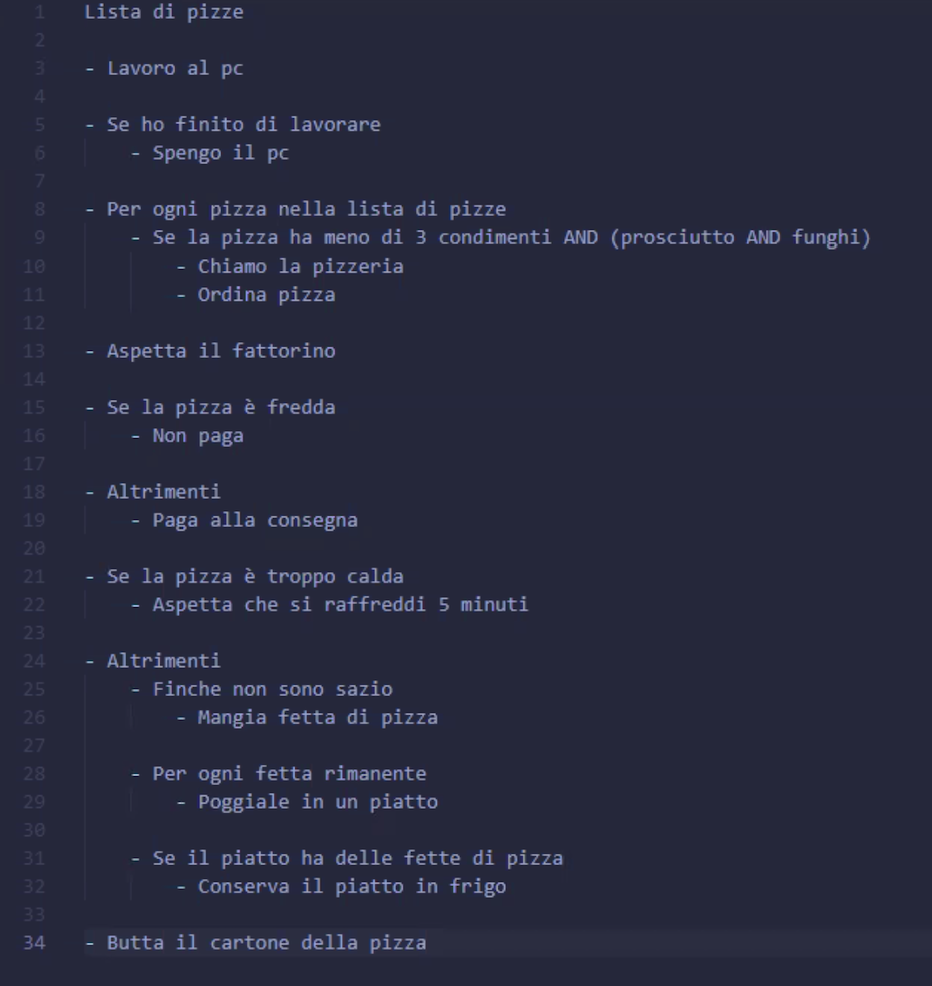 1 Lista di pizze
2
3 - Lavoro al pc
4
5 - Se ho finito di lavorare
6 - Spengo il pc
7
8 - Per ogni pizza nella lista di pizze
9 - Se la pizza ha meno di 3 condimenti AND (prosciutto AND funghi)
10 - Chiamo la pizzeria
11 - Ordina pizza
12
13 - Aspetta il fattorino
14
15 - Se la pizza è fredda
16 - Non paga
17
18 - Altrimenti
19 - Paga alla consegna
20
21 - Se la pizza è troppo calda
22 - Aspetta che si raffreddi 5 minuti
23
24 - Altrimenti
25 - Finche non sono sazio
26 - Mangia fetta di pizza
27
28 - Per ogni fetta rimanente
29 - Poggiale in un piatto
30
31 - Se il piatto ha delle fette di pizza
32 - Conserva il piatto in frigo
33
34 - Butta il cartone della pizza